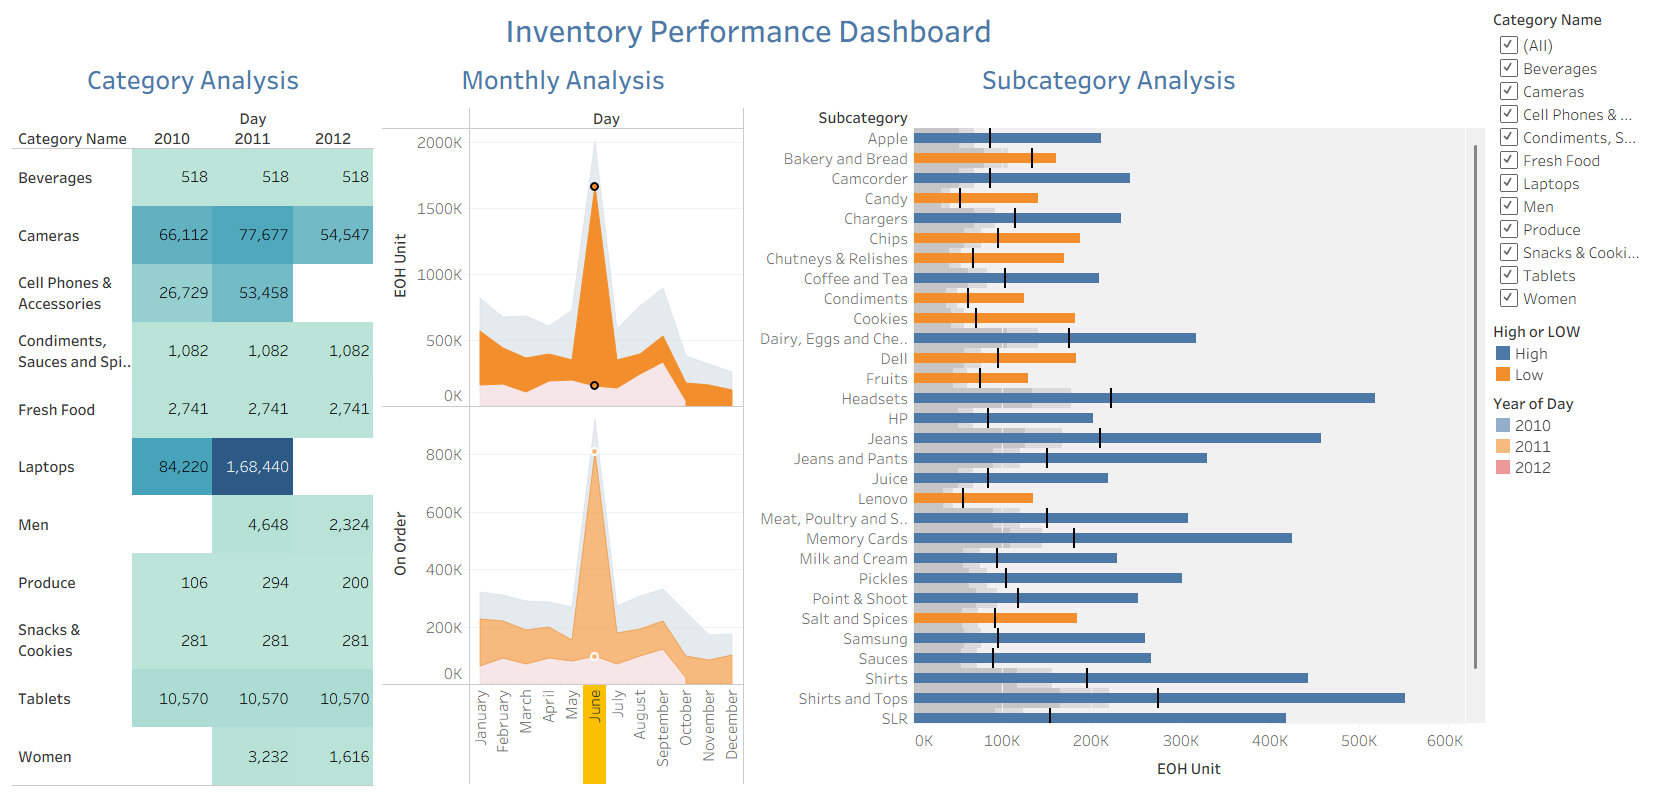 Inventory Performance Dashboard
Category Analysis
Day
Category Name 2010 2011 2012
Beverages 518 518 518
Cameras 66,112 77,677 54,547
Cell Phones &
Accessories 26,729 53,458
Condiments,
Sauces and Spi.. 1,082 1,082 1,082
Fresh Food 2,741 2,741 2,741
Laptops 84,220 1,68,440
Men 4,648 2,324
Produce 106 294 200
Snacks &
Cookies 281 281 281
Tablets 10,570 10,570 10,570
Women 3,232 1,616
Monthly Analysis
Day
EOH Unit
2000K
1500K
1000K
500K
0K
On Order
800K
600K
400K
200K
0K
January
February
March
April
May
June
July
August
September
October
November
December
Subcategory Analysis
Subcategory
Apple
Bakery and Bread
Camcorder
Candy
Chargers
Chips
Chutneys & Relishes
Coffee and Tea
Condiments
Cookies
Dairy, Eggs and Che..
Dell
Fruits
Headsets
HP
Jeans
Jeans and Pants
Juice
Lenovo
Meat, Poultry and S..
Memory Cards
Milk and Cream
Pickles
Point & Shoot
Salt and Spices
Samsung
Sauces
Shirts
Shirts and Tops
SLR
0K 100K 200K 300K 400K 500K 600K
EOH Unit
Category Name
(All)
Beverages
Cameras
Cell Phones & ...
Condiments, S...
Fresh Food
Laptops
Men
Produce
Snacks & Cooki...
Tablets
Women
High or LOW
High
Low
Year of Day
2010
2011
2012